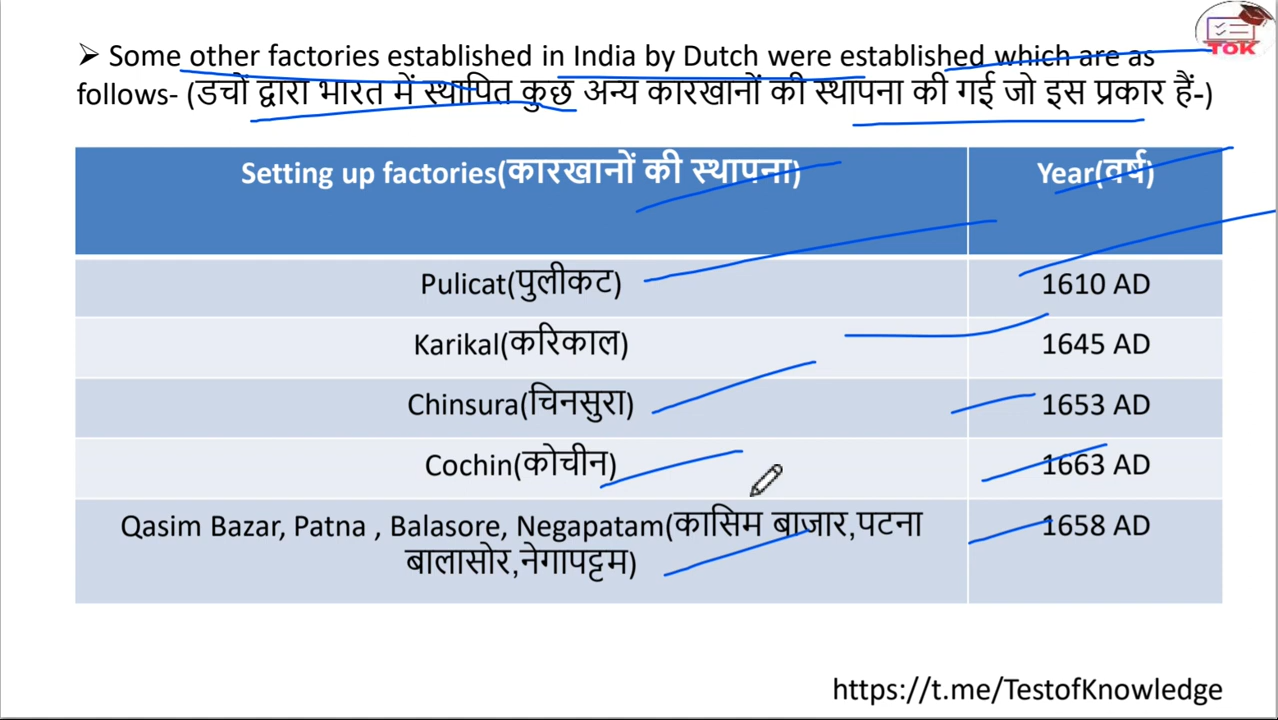 TOK
➢ Some other factories established in India by Dutch were established which are as
follows- (डचों द्वारा भारत में स्थापित कुछ अन्य कारखानों की स्थापना की गई जो इस प्रकार हैं-)
Setting up factories(कारखानों की स्थापना) Year(वर्ष)
Pulicat(पुलीकट) 1610 AD
Karikal(करिकाल) 1645 AD
Chinsura(चिनसुरा) 1653 AD
Cochin(कोचीन) 1663 AD
Qasim Bazar, Patna , Balasore, Negapatam(कासिम बाजार,पटना 1658 AD
बालासोर,नेगापट्टम)
https://t.me/TestofKnowledge